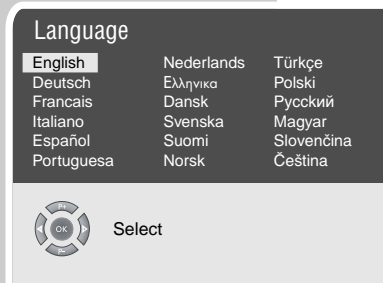 Language
English Nederlands Türkçe
Deutsch Ελληνικα Polski
Francais Dansk Русский
Italiano Svenska Magyar
Español Suomi Slovenčina
Portuguesa Norsk Čeština
P+
OK Select
P-